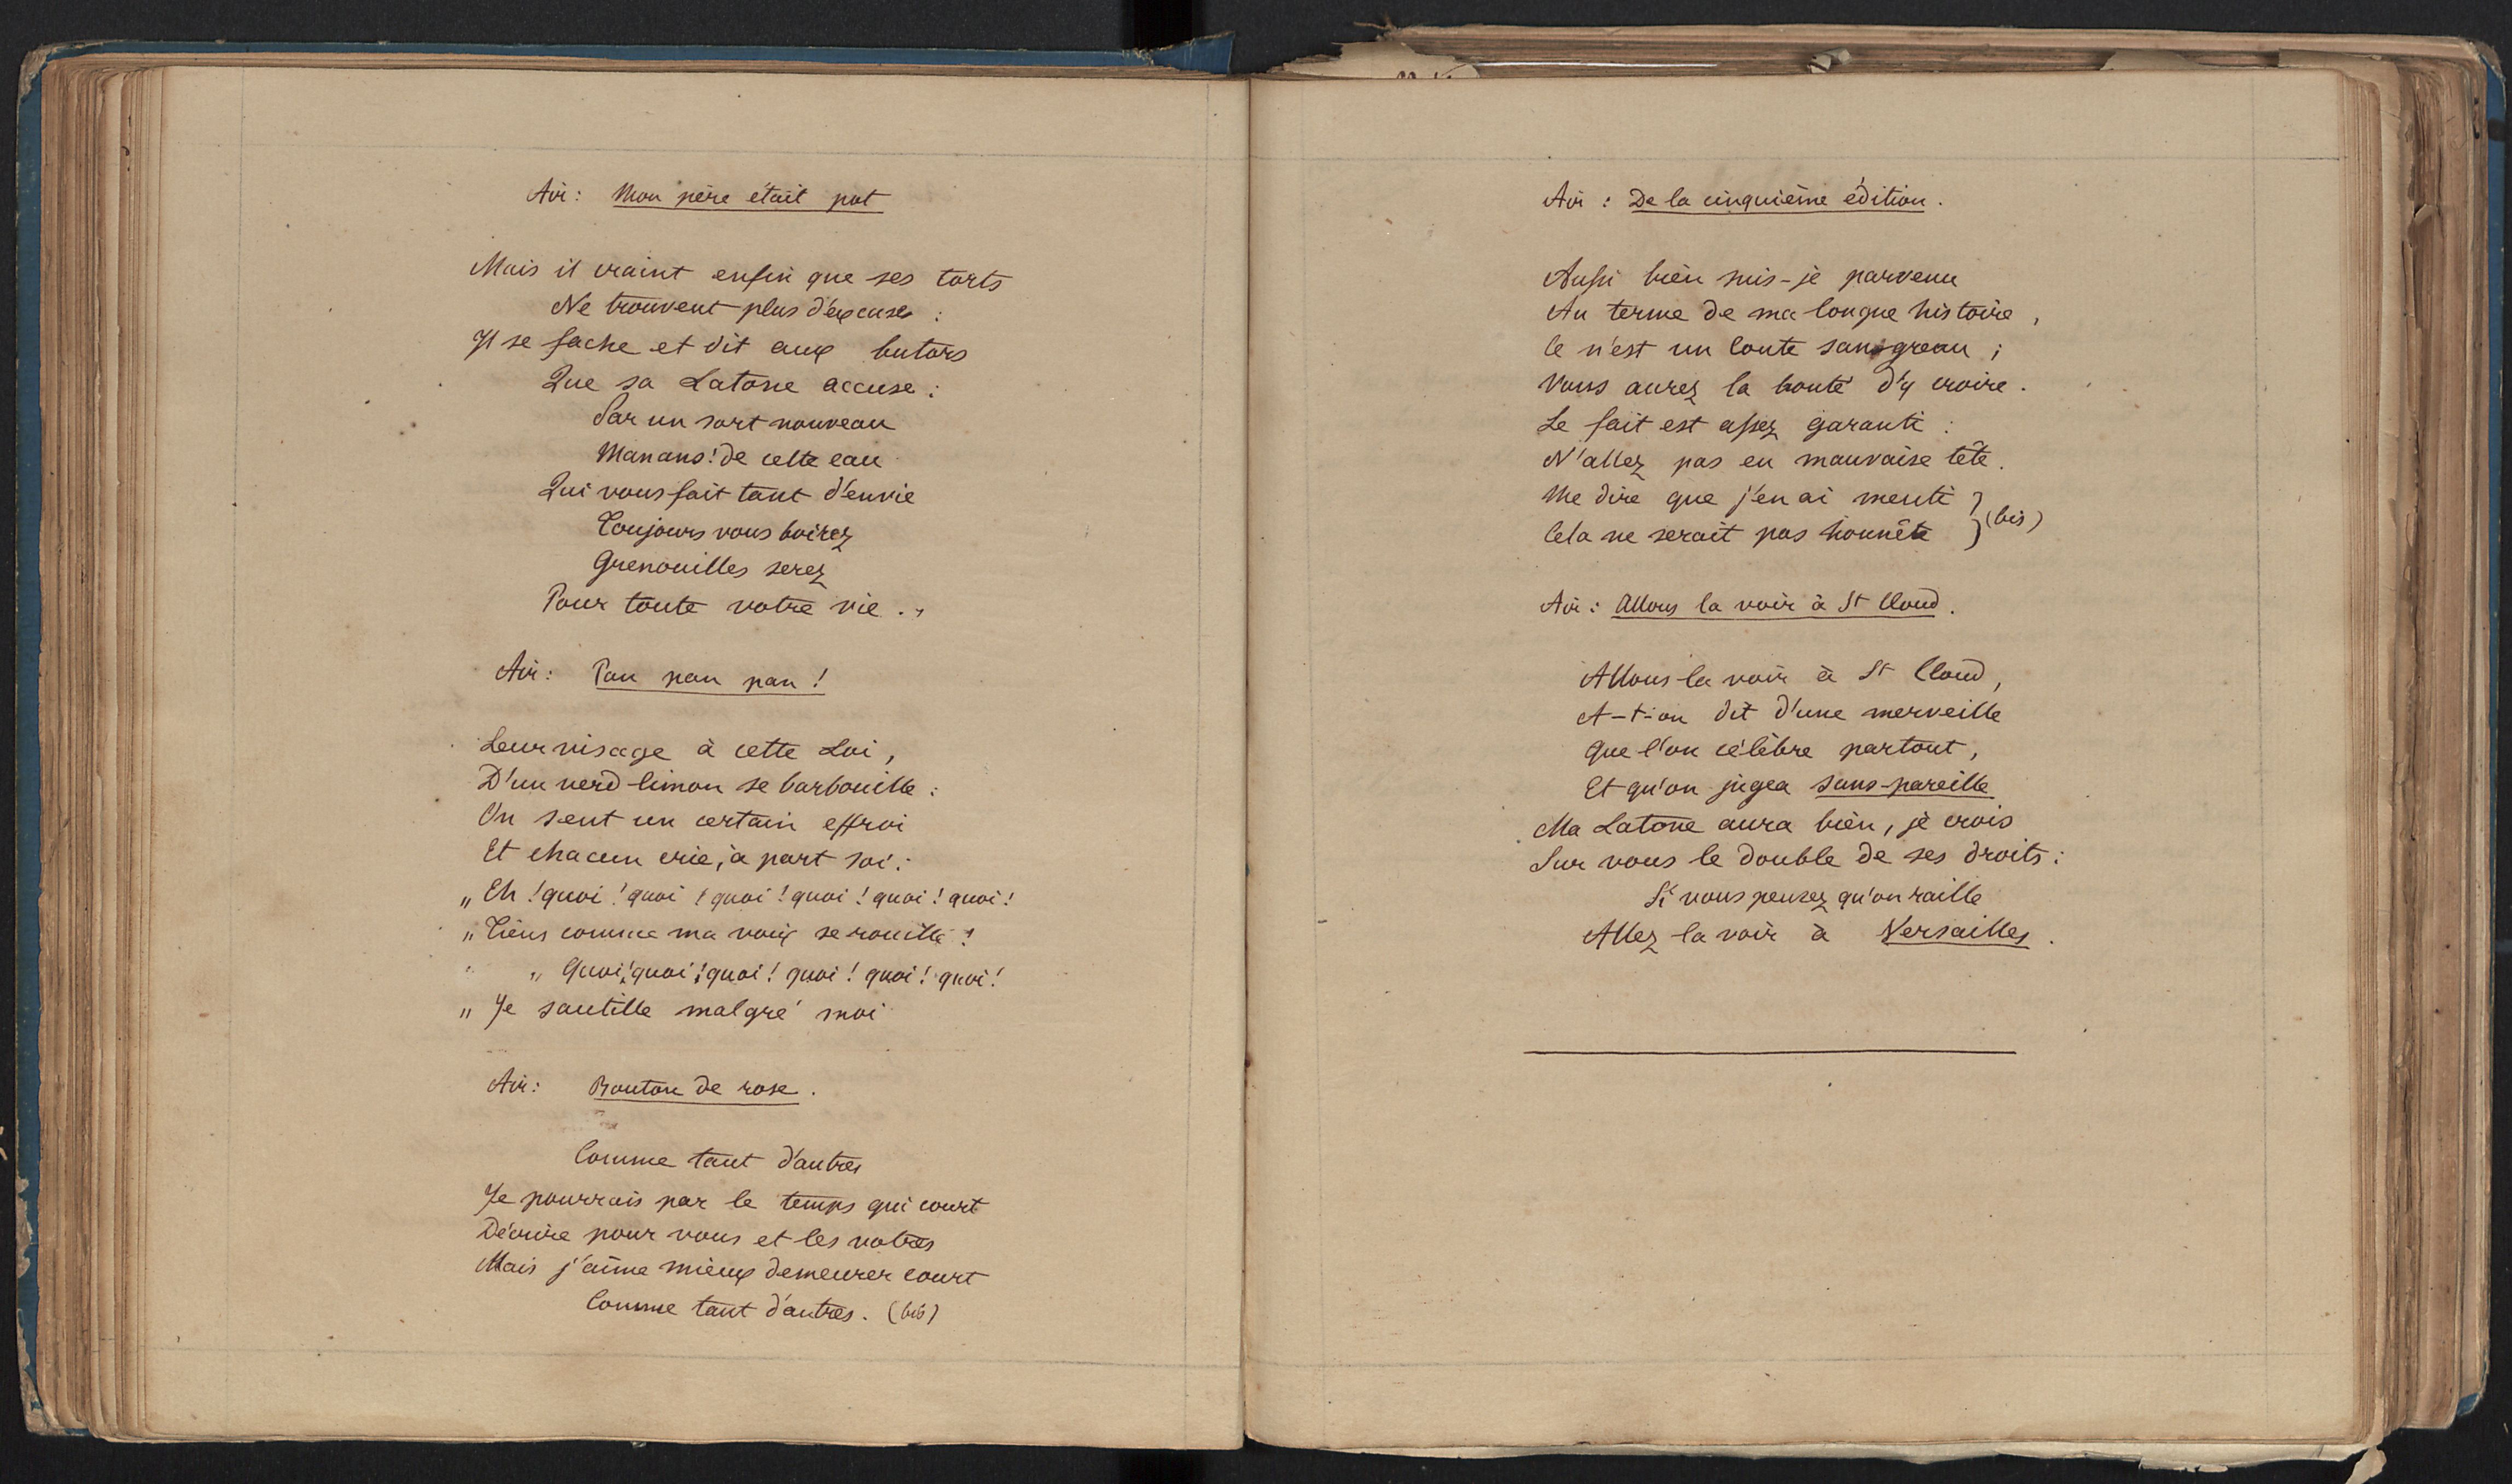 Air : Mon père était pot
Mais il craint enfin que ses torts
Ne trouvent plus d'excuses :
Il se fache et dit aux butors
Que sa Latone accuse :
Par un sort nouveau
Manans ! de cette eau
Qui vous fait tant d'envie
Toujours vous boirez
Grenouilles serez
Pour toute votre vie . „
Air : Pan pan pan !
Leur visage à cette Loi ,
D'un verd limon se barbouille :
On sent un certain effroi
Et chacun crie, à part soi :
„ Eh ! quoi ! quoi ! quoi ! quoi ! quoi ! quoi !
„ Tiens comme ma voix se rouille !
„ Quoi ! quoi ! quoi ! quoi ! quoi ! quoi !
„ Je sautille malgré moi
Air : Bouton de rose .
Comme tant d'autres
Je pourrais par le temps qui court
Décrire pour vous et les votres
Mais j'aime mieux demeurer court
Comme tant d'autres . (bis)
Air : De la cinquième édition .
Aussi bien suis-je parvenu
Au terme de ma longue histoire ,
Ce n'est un Conte saugrenu ;
Vous aurez la bonté d'y croire .
Le fait est assez garanti :
N'allez pas en mauvaise tête .
Me dire que j'en ai menti } (bis)
Cela ne serait pas honnête
Air : Allons la voir à St Cloud .
Allons la voir à St Cloud ,
A-t-on dit d'une merveille
Que l'on célèbre partout ,
Et qu'on jugea sans-pareille
Ma Latone aura bien, je crois
Sur vous le double de ses droits :
Si vous pensez qu'on raille
Allez la voir à Versailles .